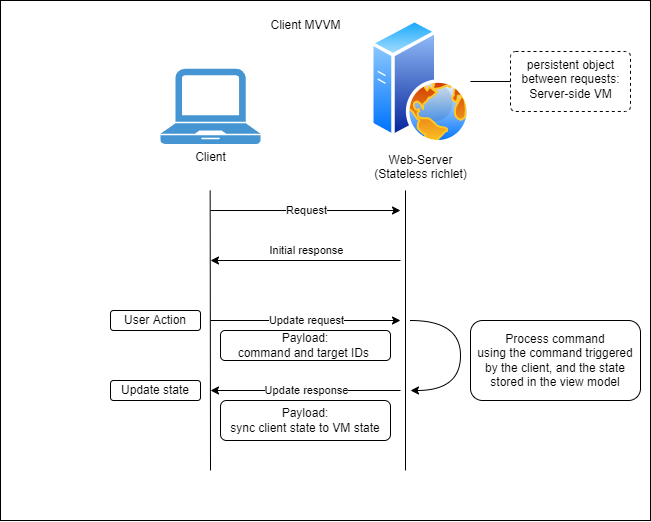 Client MVVM
persistent object
between requests:
Server-side VM
Client
Web-Server
(Stateless richlet)
Request
Initial response
User Action
Update request
Payload:
command and target IDs
Process command
using the command triggered
by the client, and the state
stored in the view model
Update state
Update response
Payload:
sync client state to VM state